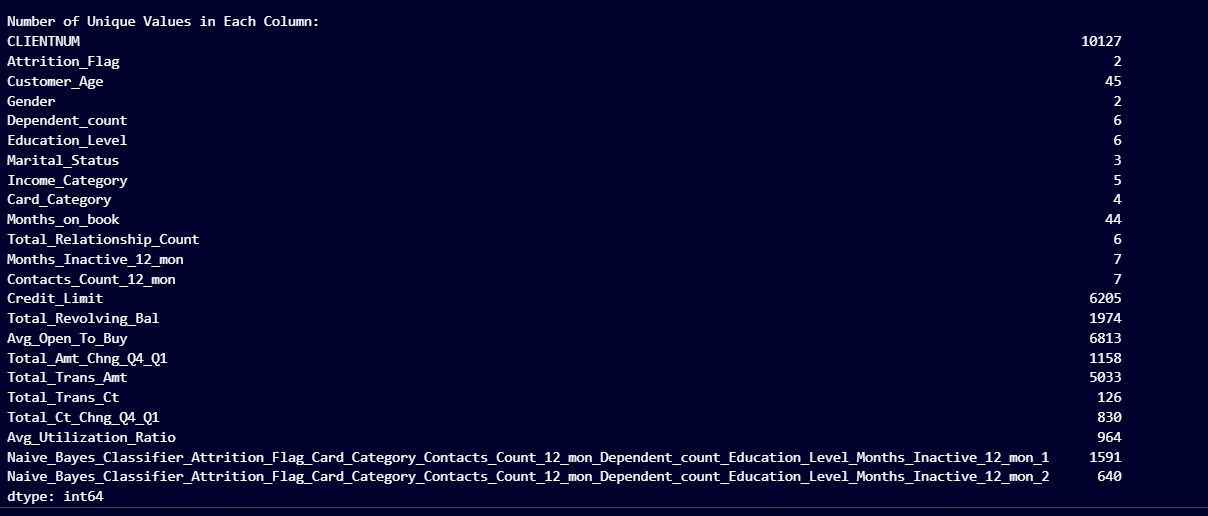 Number of Unique Values in Each Column:
CLIENTNUM 10127
Attrition_Flag 2
Customer_Age 45
Gender 2
Dependent_count 6
Education_Level 6
Marital_Status 3
Income_Category 5
Card_Category 4
Months_on_book 44
Total_Relationship_Count 6
Months_Inactive_12_mon 7
Contacts_Count_12_mon 7
Credit_Limit 6205
Total_Revolving_Bal 1974
Avg_Open_To_Buy 6813
Total_Amt_Chng_Q4_Q1 1158
Total_Trans_Amt 5033
Total_Trans_Ct 126
Total_Ct_Chng_Q4_Q1 830
Avg_Utilization_Ratio 964
Naive_Bayes_Classifier_Attrition_Flag_Card_Category_Contacts_Count_12_mon_Dependent_count_Education_Level_Months_Inactive_12_mon_1 1591
Naive_Bayes_Classifier_Attrition_Flag_Card_Category_Contacts_Count_12_mon_Dependent_count_Education_Level_Months_Inactive_12_mon_2 640
dtype: int64